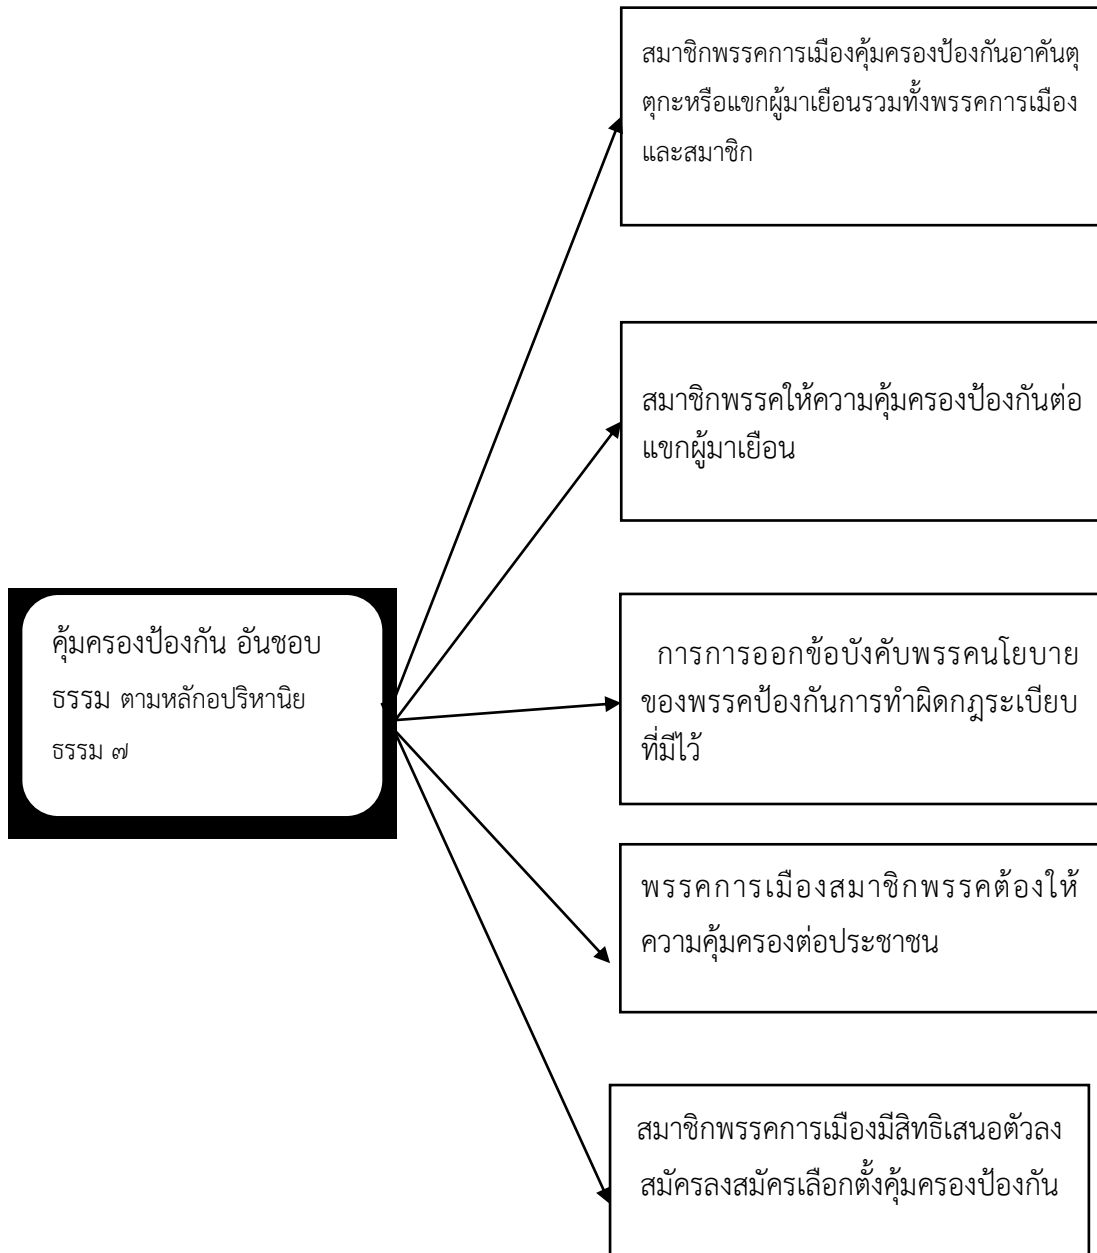 สมาชิกพรรคการเมืองคุ้มครองป้องกันอาคันตุ
ตุกะหรือแขกผู้มาเยือนรวมทั้งพรรคการเมือง
และสมาชิก
สมาชิกพรรคให้ความคุ้มครองป้องกันต่อ
แขกผู้มาเยือน
คุ้มครองป้องกัน อันชอบ
ธรรม ตามหลักอปริหานิย
ธรรม ๗
การการออกข้อบังคับพรรคนโยบาย
ของพรรคป้องกันการทำผิดกฎระเบียบ
ที่มีไว้
พรรคการเมืองสมาชิกพรรคต้องให้
ความคุ้มครองต่อประชาชน
สมาชิกพรรคการเมืองมีสิทธิเสนอตัวลง
สมัครลงสมัครเลือกตั้งคุ้มครองป้องกัน